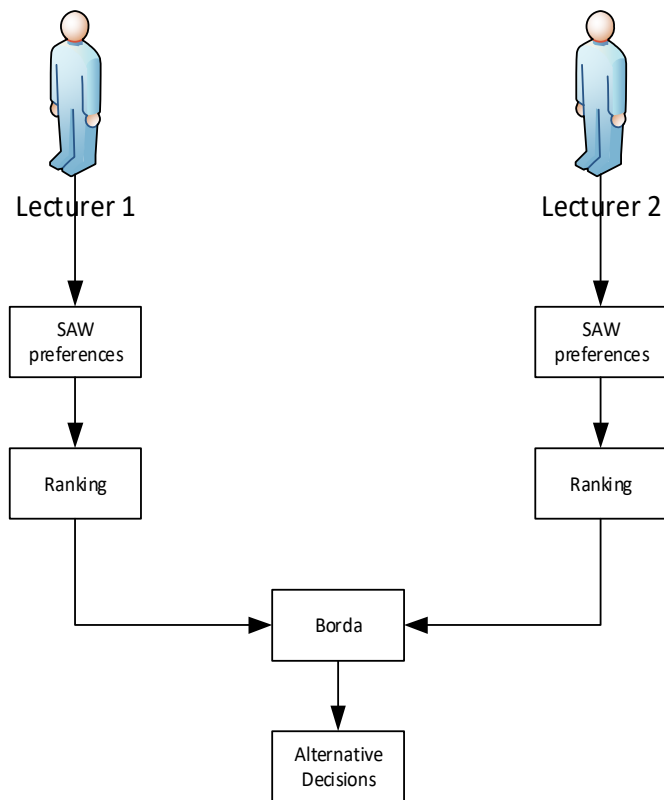 Lecturer 1
Lecturer 2
SAW
preferences
SAW
preferences
Ranking
Ranking
Borda
Alternative
Decisions